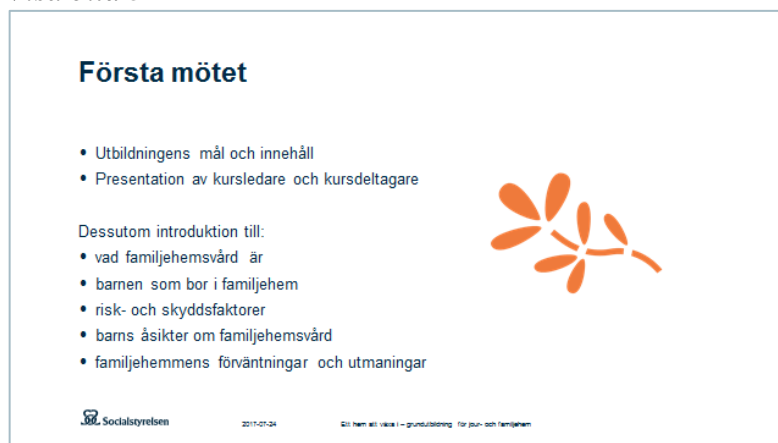 Första mötet
• Utbildningens mål och innehåll
• Presentation av kursledare och kursdeltagare
Dessutom introduktion till:
• vad familjehemsvård är
• barnen som bor i familjehem
• risk- och skyddsfaktorer
• barns åsikter om familjehemsvård
• familjehemmens förväntningar och utmaningar
Socialstyrelsen 2017-07-24 Ett hem att växa i – grundutbildning för jour- och familjehem